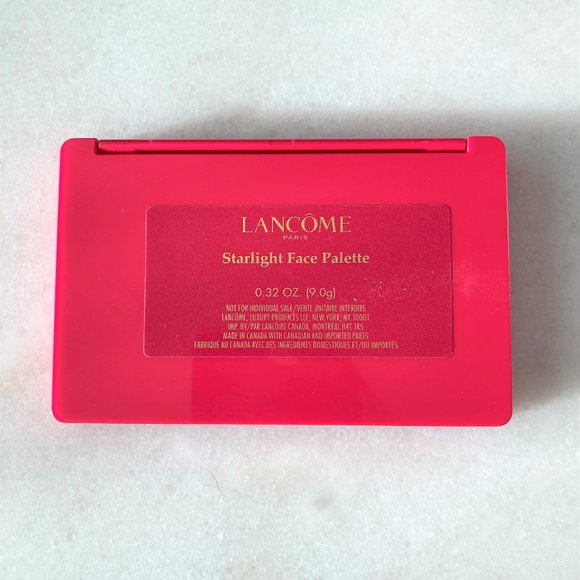 LANCÔME
PARIS
Starlight Face Palette
0.32 OZ. (9.0g)
NOT FOR INDIVIDUAL SALE/VENTE UNITAIRE INTERDITE
LANCÔME, LUXURY PRODUCTS LLC, NEW YORK, NY 10001
IMP. BY/PAR LANCÔME CANADA, MONTRÉAL H4T 1K5
MADE IN CANADA WITH CANADIAN AND IMPORTED PARTS
FABRIQUÉ AU CANADA AVEC DES INGRÉDIENTS DOMESTIQUES ET/OU IMPORTÉS